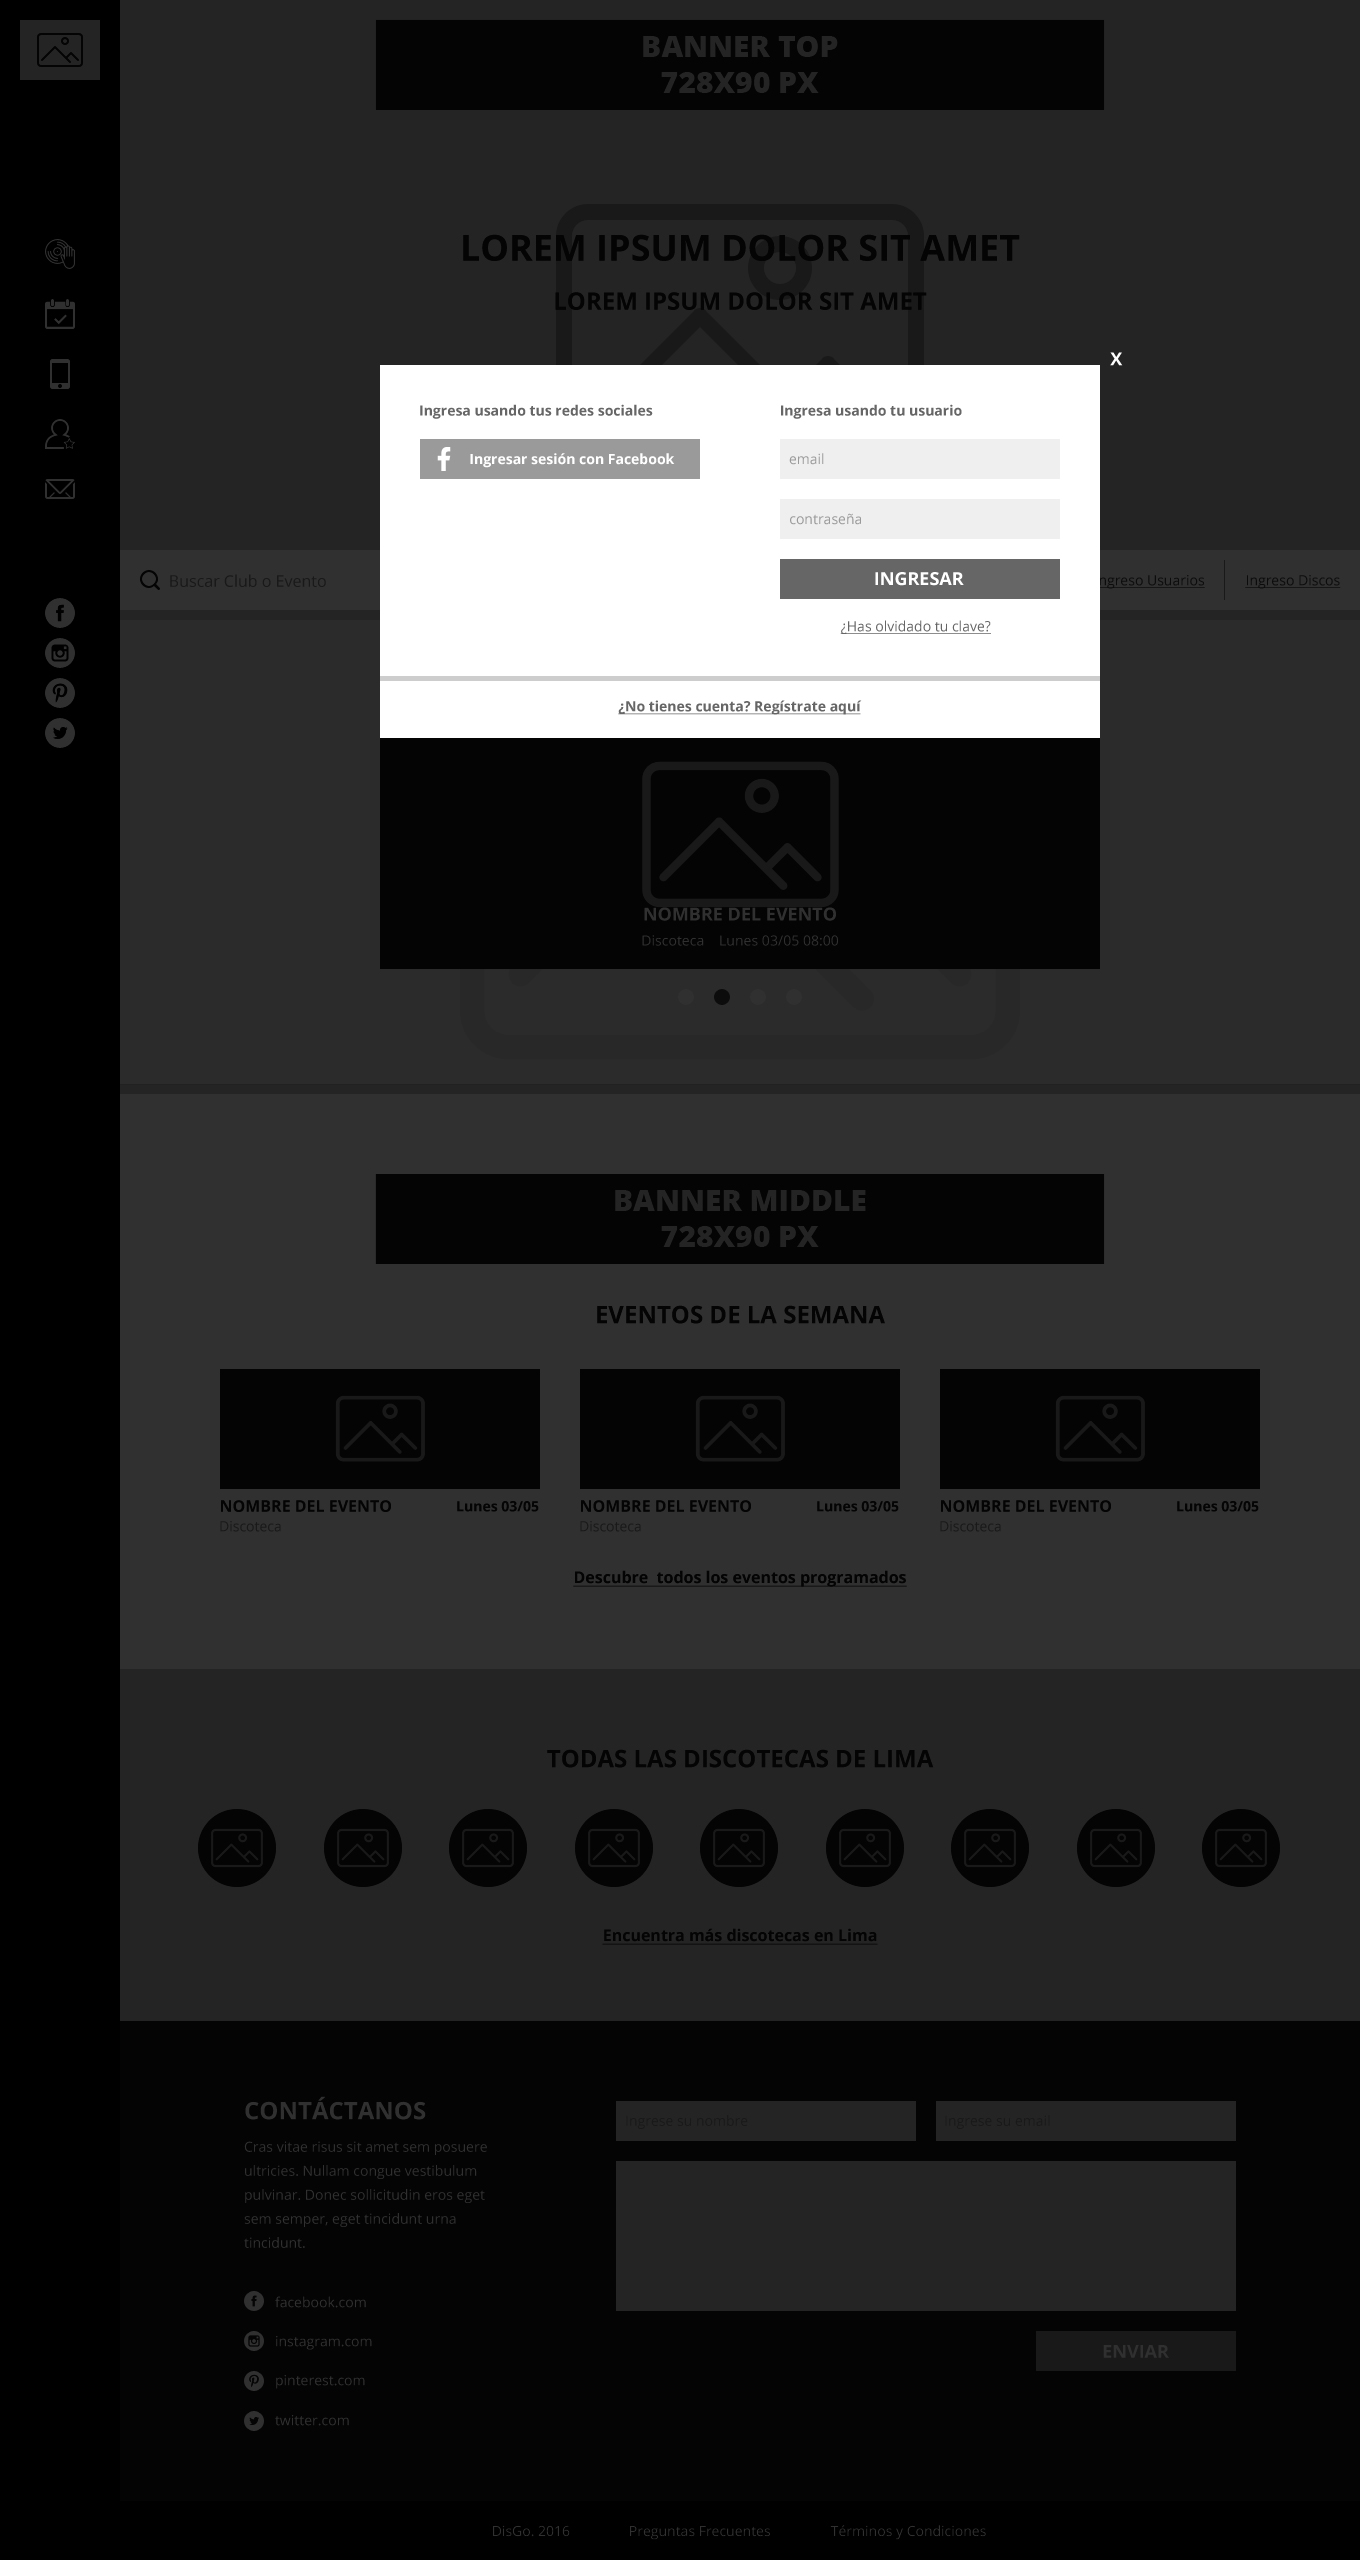 BANNER TOP
728X90 PX
LOREM IPSUM DOLOR SIT AMET
LOREM IPSUM DOLOR SIT AMET
X
Ingresa usando tus redes sociales
Ingresar sesión con Facebook
Ingresa usando tu usuario
email
contraseña
INGRESAR
¿Has olvidado tu clave?
¿No tienes cuenta? Regístrate aquí
Buscar Club o Evento
ngreso Usuarios
Ingreso Discos
NOMBRE DEL EVENTO
Discoteca Lunes 03/05 08:00
BANNER MIDDLE
728X90 PX
EVENTOS DE LA SEMANA
NOMBRE DEL EVENTO Lunes 03/05
Discoteca
NOMBRE DEL EVENTO Lunes 03/05
Discoteca
NOMBRE DEL EVENTO Lunes 03/05
Discoteca
Descubre todos los eventos programados
TODAS LAS DISCOTECAS DE LIMA
Encuentra más discotecas en Lima
CONTÁCTANOS
Cras vitae risus sit amet sem posuere
ultricies. Nullam congue vestibulum
pulvinar. Donec sollicitudin eros eget
sem semper, eget tincidunt urna
tincidunt.
facebook.com
instagram.com
pinterest.com
twitter.com
Ingrese su nombre
Ingrese su email
ENVIAR
DisGo. 2016 Preguntas Frecuentes Términos y Condiciones